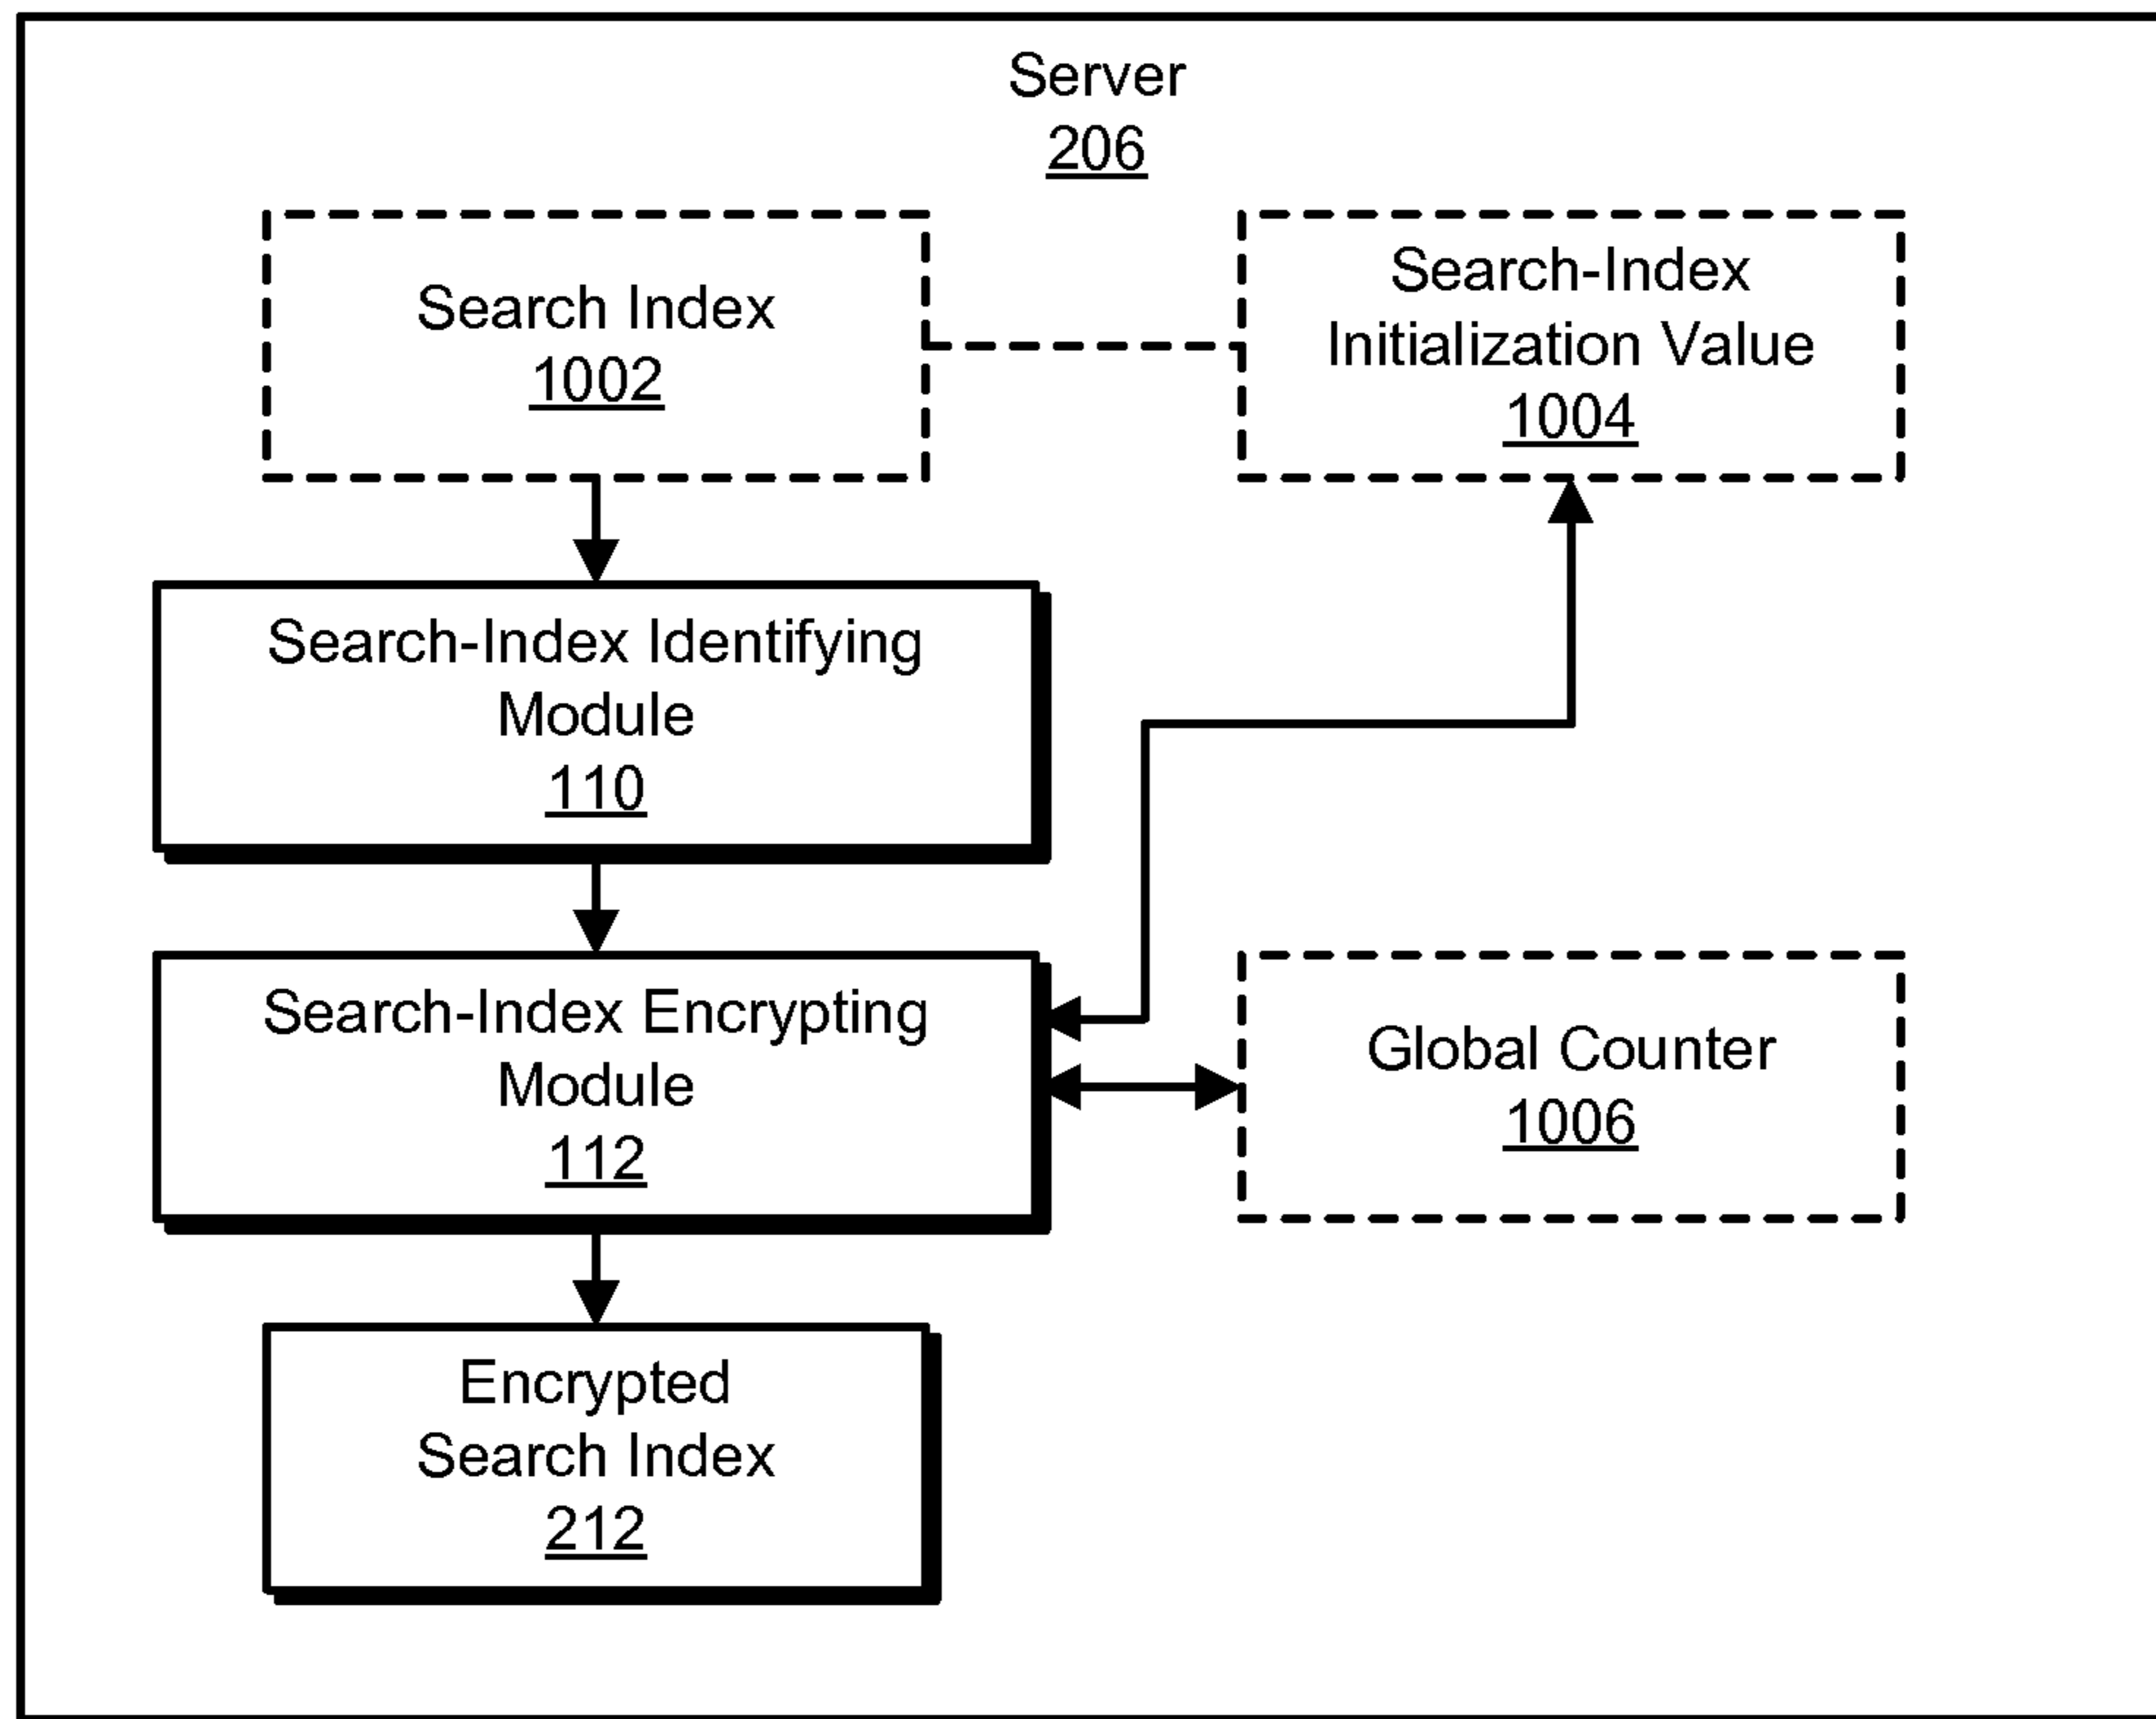 Server
206
Search Index
1002
Search-Index
Initialization Value
1004
Search-Index Identifying
Module
110
Search-Index Encrypting
Module
112
Global Counter
1006
Encrypted
Search Index
212